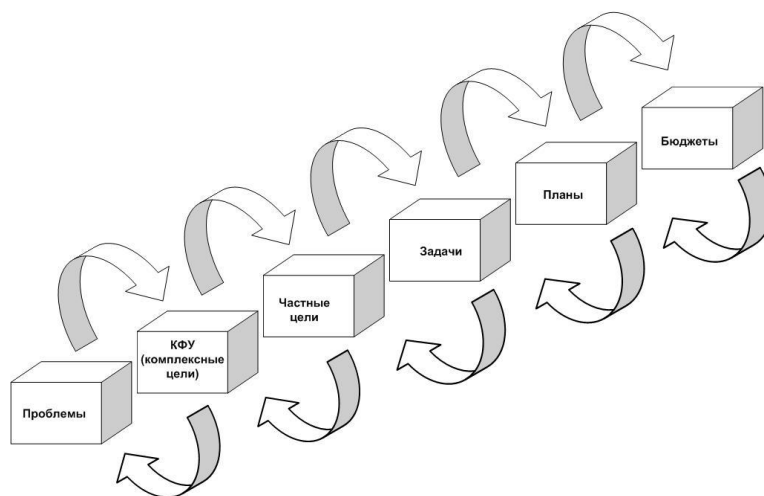 Проблемы
КФУ
(комплексные
цели)
Частные
цели
Задачи
Планы
Бюджеты